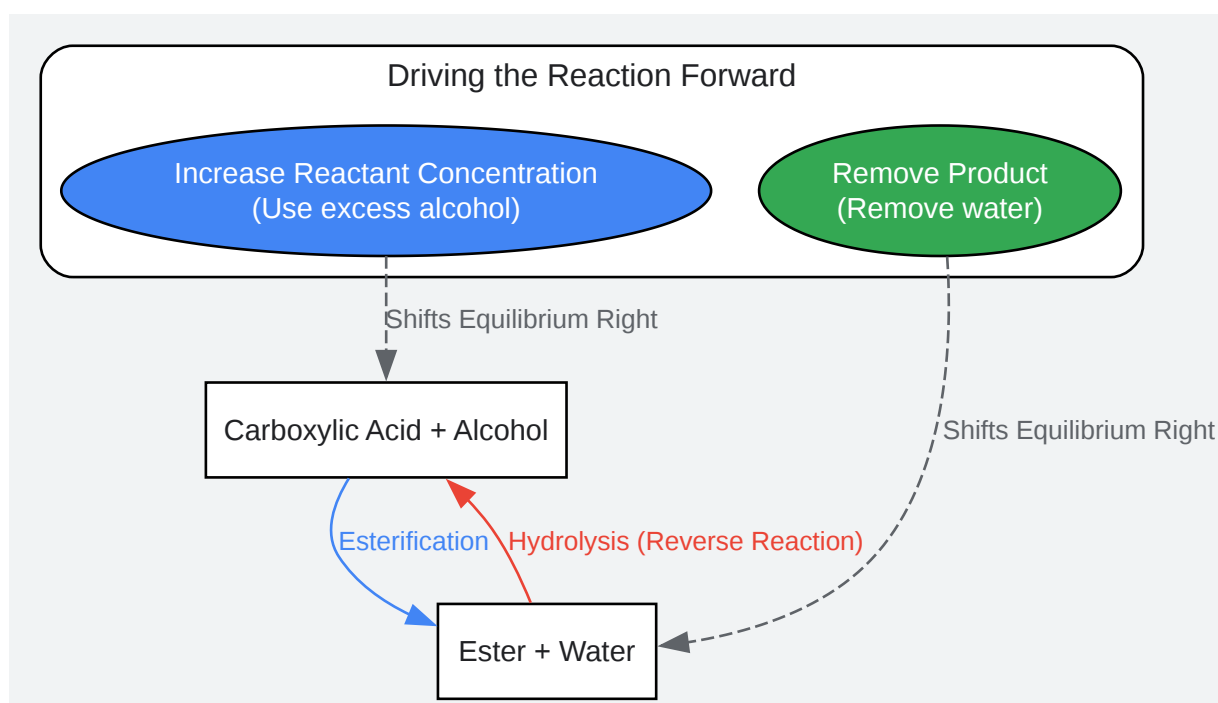 Driving the Reaction Forward
Increase Reactant Concentration
(Use excess alcohol)
Remove Product
(Remove water)
Shifts Equilibrium Right
Carboxylic Acid + Alcohol
Shifts Equilibrium Right
Esterification
Hydrolysis (Reverse Reaction)
Ester + Water